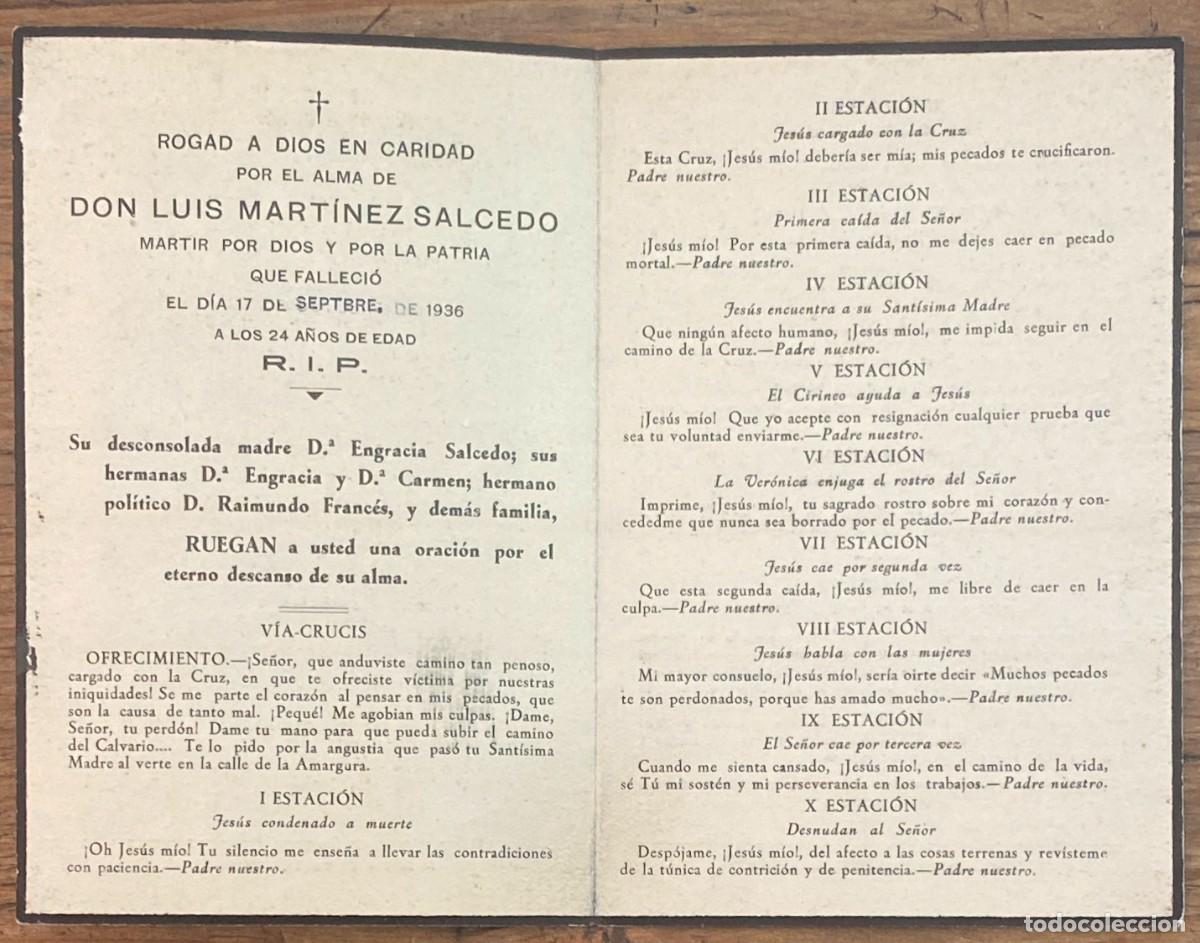 †
ROGAD A DIOS EN CARIDAD
POR EL ALMA DE
DON LUIS MARTÍNEZ SALCEDO
MARTIR POR DIOS Y POR LA PATRIA
QUE FALLECIÓ
EL DÍA 17 DE SEPTBRE. DE 1936
A LOS 24 AÑOS DE EDAD
R. I. P.
Su desconsolada madre D.ª Engracia Salcedo; sus
hermanas D.ª Engracia y D.ª Carmen; hermano
político D. Raimundo Francés, y demás familia,
RUEGAN a usted una oración por el
eterno descanso de su alma.
VÍA-CRUCIS
OFRECIMIENTO.—¡Señor, que anduviste camino tan penoso,
cargado con la Cruz, en que te ofreciste víctima por nuestras
iniquidades! Se me parte el corazón al pensar en mis pecados, que
son la causa de tanto mal. ¡Pequé! Me agobian mis culpas. ¡Dame,
Señor, tu perdón! Dame tu mano para que pueda subir el camino
del Calvario.... Te lo pido por la angustia que pasó tu Santísima
Madre al verte en la calle de la Amargura.
I ESTACIÓN
Jesús condenado a muerte
¡Oh Jesús mío! Tu silencio me enseña a llevar las contradiciones
con paciencia.—Padre nuestro.
II ESTACIÓN
Jesús cargado con la Cruz
Esta Cruz, ¡Jesús mío! debería ser mía; mis pecados te crucificaron.
Padre nuestro.
III ESTACIÓN
Primera caída del Señor
¡Jesús mío! Por esta primera caída, no me dejes caer en pecado
mortal.—Padre nuestro.
IV ESTACIÓN
Jesús encuentra a su Santísima Madre
Que ningún afecto humano, ¡Jesús mío!, me impida seguir en el
camino de la Cruz.—Padre nuestro.
V ESTACIÓN
El Cirineo ayuda a Jesús
¡Jesús mío! Que yo acepte con resignación cualquier prueba que
sea tu voluntad enviarme.—Padre nuestro.
VI ESTACIÓN
La Verónica enjuga el rostro del Señor
Imprime, ¡Jesús mío!, tu sagrado rostro sobre mi corazón y con-
cededme que nunca sea borrado por el pecado.—Padre nuestro.
VII ESTACIÓN
Jesús cae por segunda vez
Que esta segunda caída, ¡Jesús mío!, me libre de caer en la
culpa.—Padre nuestro.
VIII ESTACIÓN
Jesús habla con las mujeres
Mi mayor consuelo, ¡Jesús mío!, sería oirte decir «Muchos pecados
te son perdonados, porque has amado mucho».—Padre nuestro.
IX ESTACIÓN
El Señor cae por tercera vez
Cuando me sienta cansado, ¡Jesús mío!, en el camino de la vida,
sé Tú mi sostén y mi perseverancia en los trabajos.—Padre nuestro.
X ESTACIÓN
Desnudan al Señor
Despójame, ¡Jesús mío!, del afecto a las cosas terrenas y revísteme
de la túnica de contrición y de penitencia.—Padre nuestro.
todocoleccion